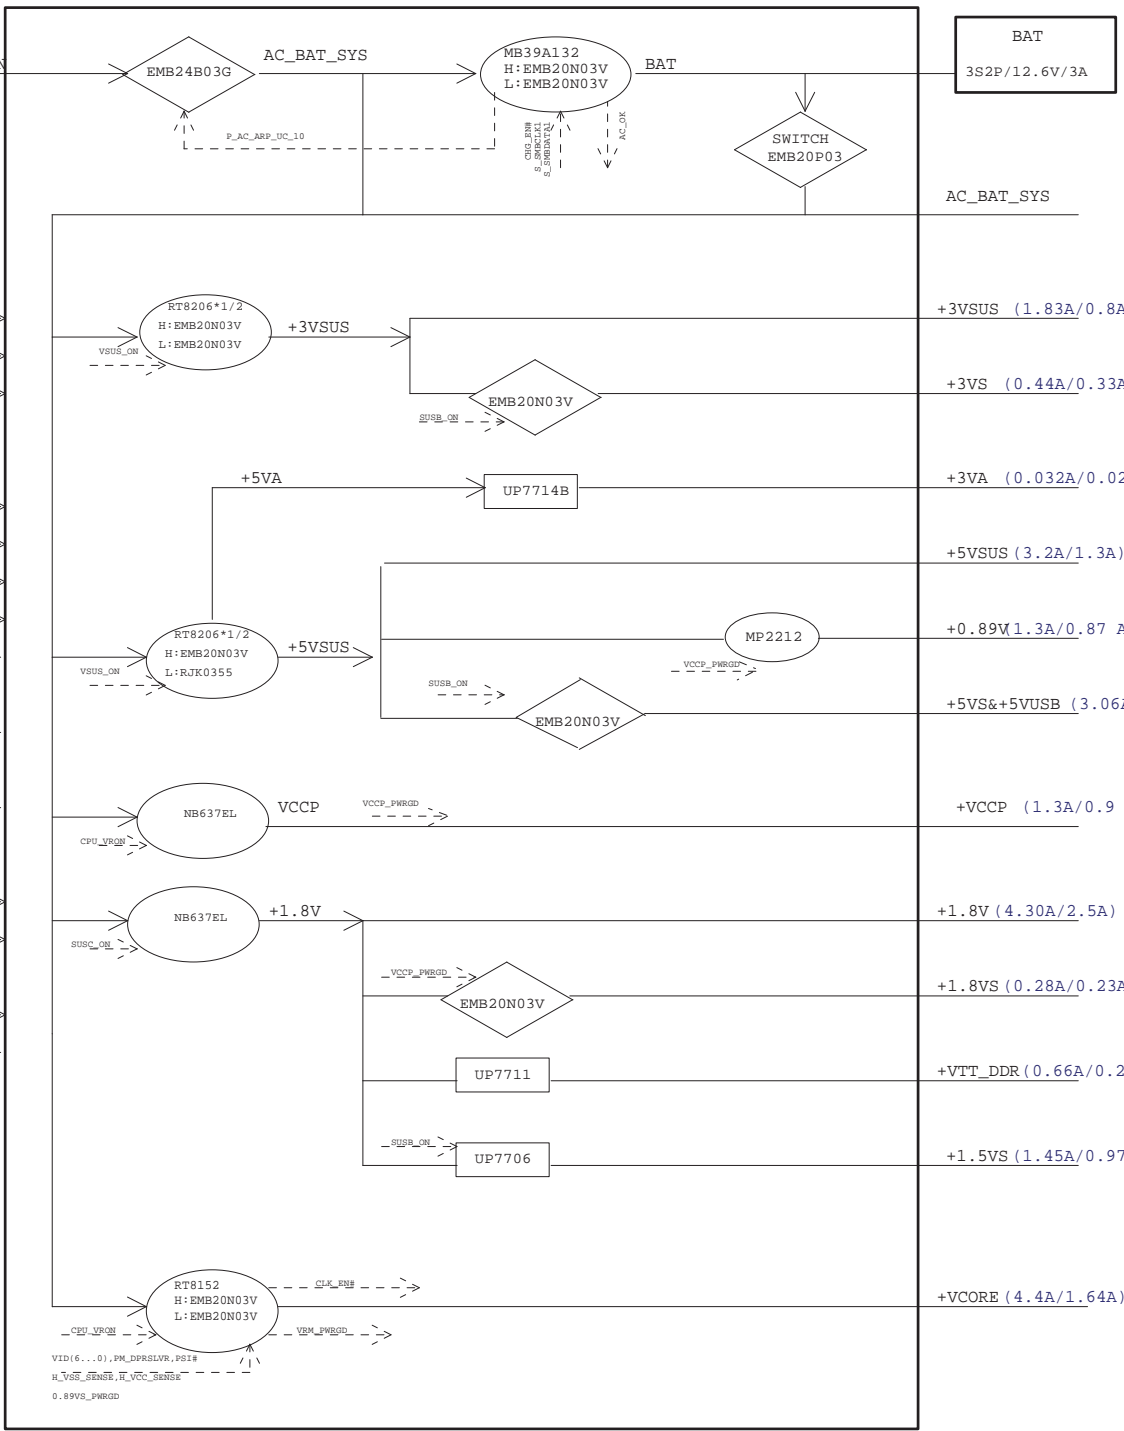 BAT
3S2P/12.6V/3A
EMB24B03G
AC_BAT_SYS
MB39A132
H:EMB20N03V
L:EMB20N03V
BAT
P_AC_ARP_UC_10
CHG_EN#
S_SMBCLK1
S_SMBDATA1
AC_OK
SWITCH
EMB20P03
AC_BAT_SYS
RT8206*1/2
H:EMB20N03V
L:EMB20N03V
VSUS_ON
+3VSUS
+3VSUS (1.83A/0.8A
EMB20N03V
SUSB_ON
+3VS (0.44A/0.33A
+5VA
UP7714B
+3VA (0.032A/0.02
+5VSUS (3.2A/1.3A)
RT8206*1/2
H:EMB20N03V
L:RJK0355
VSUS_ON
+5VSUS
MP2212
VCCP_PWRGD
+0.89V(1.3A/0.87 A
SUSB_ON
EMB20N03V
+5VS&+5VUSB (3.06A
NB637EL
VCCP
VCCP_PWRGD
CPU_VRON
+VCCP (1.3A/0.9
NB637EL
+1.8V
SUSC_ON
+1.8V (4.30A/2.5A)
VCCP_PWRGD
EMB20N03V
+1.8VS (0.28A/0.23A
UP7711
+VTT_DDR (0.66A/0.2
SUSB_ON
UP7706
+1.5VS (1.45A/0.97
RT8152
H:EMB20N03V
L:EMB20N03V
CLK_EN#
+VCORE (4.4A/1.64A)
CPU_VRON
VRM_PWRGD
VID(6...0),PM_DPRSLVR,PSI#
H_VSS_SENSE,H_VCC_SENSE
0.89VS_PWRGD